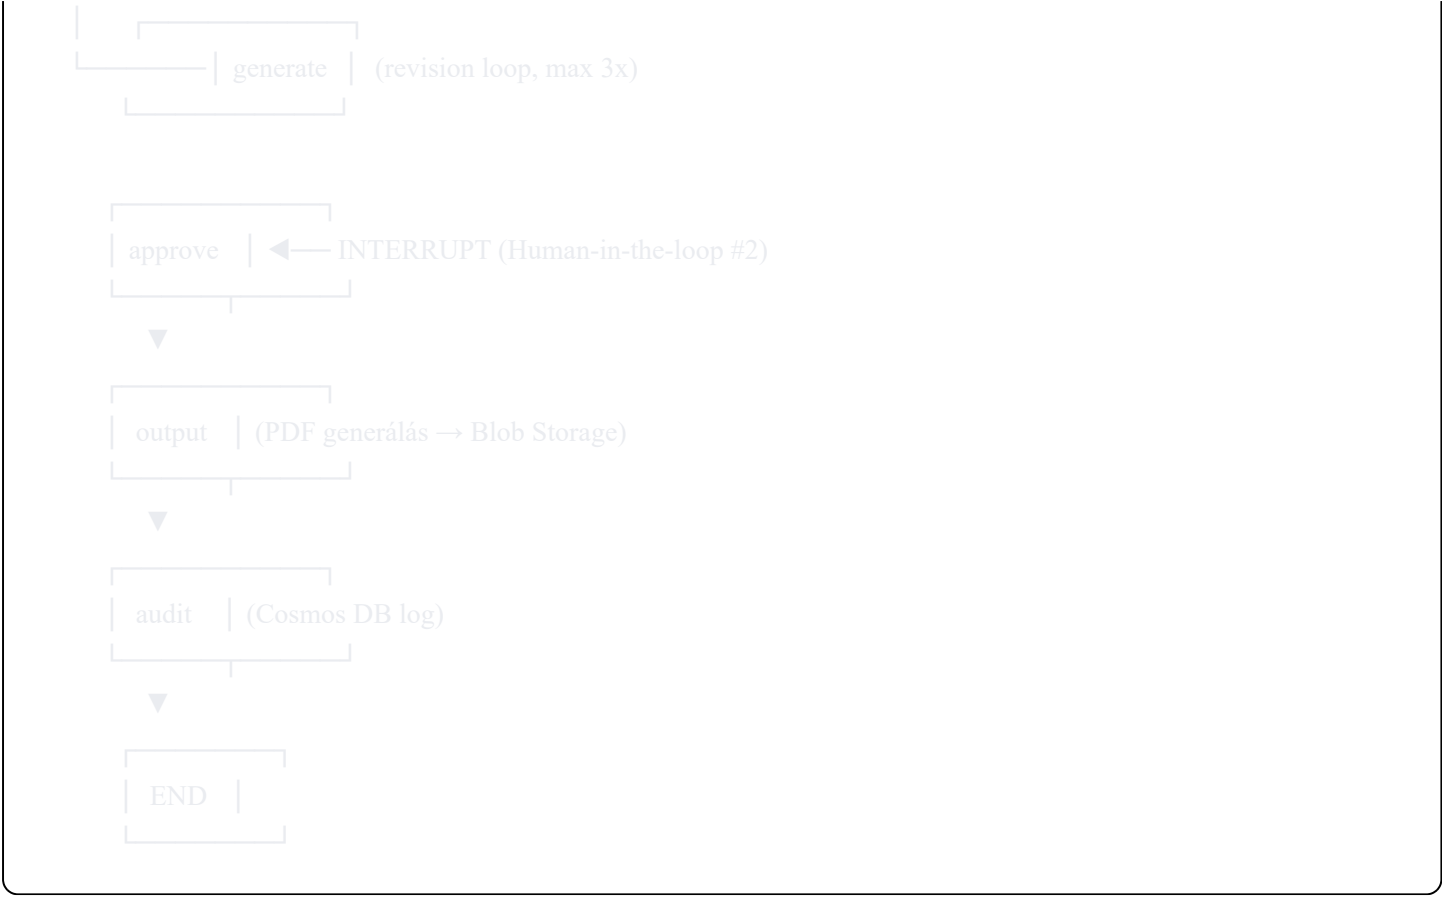 generate (revision loop, max 3x)
approve ◄── INTERRUPT (Human-in-the-loop #2)
▼
output (PDF generálás → Blob Storage)
▼
audit (Cosmos DB log)
▼
END